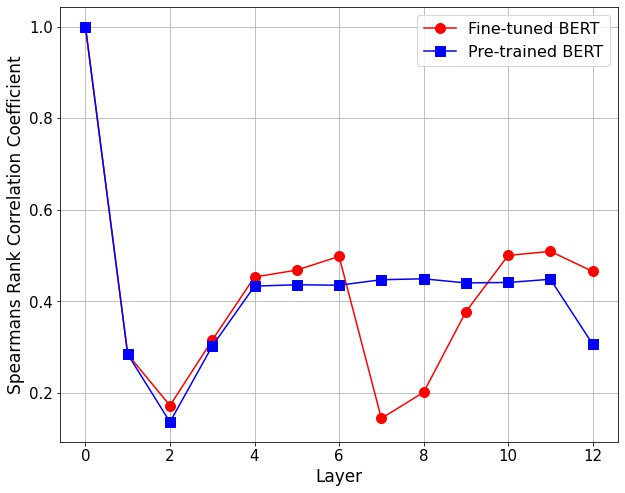 Fine-tuned BERT
Pre-trained BERT
Spearmans Rank Correlation Coefficient
1.0
0.8
0.6
0.4
0.2
0 2 4 6 8 10 12
Layer